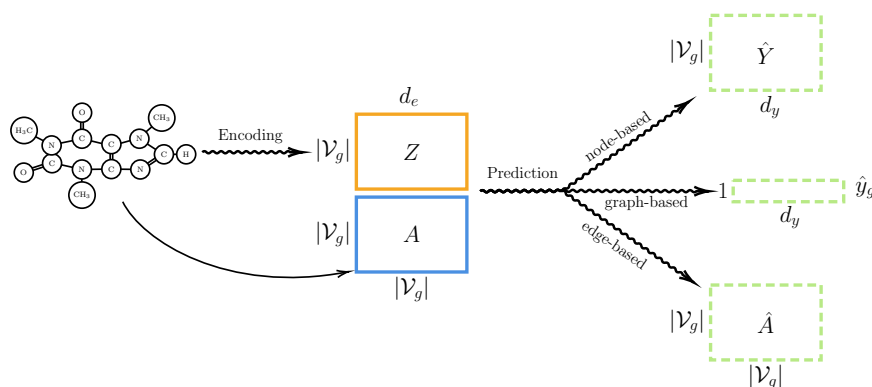 H₃C
O
CH₃
N
C
C
N
C
O
N
C
N
C
H
CH₃
Encoding
d_e
|𝒱_g|
Z
|𝒱_g|
A
|𝒱_g|
Prediction
node-based
graph-based
edge-based
|𝒱_g|
Ŷ
d_y
1
ŷ_g
d_y
|𝒱_g|
Â
|𝒱_g|